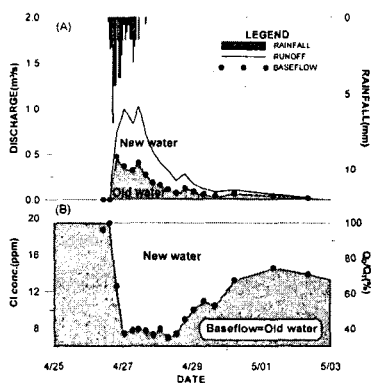 (A)
2.0
1.5
1.0
0.5
0.0
DISCHARGE(m³/s)
LEGEND
RAINFALL
RUNOFF
BASEFLOW
New water
Old water
0
5
10
RAINFALL(mm)
(B)
20
16
12
8
Cl conc.(ppm)
New water
Baseflow=Old water
100
80
60
40
4/25
4/27
4/29
5/01
5/03
DATE